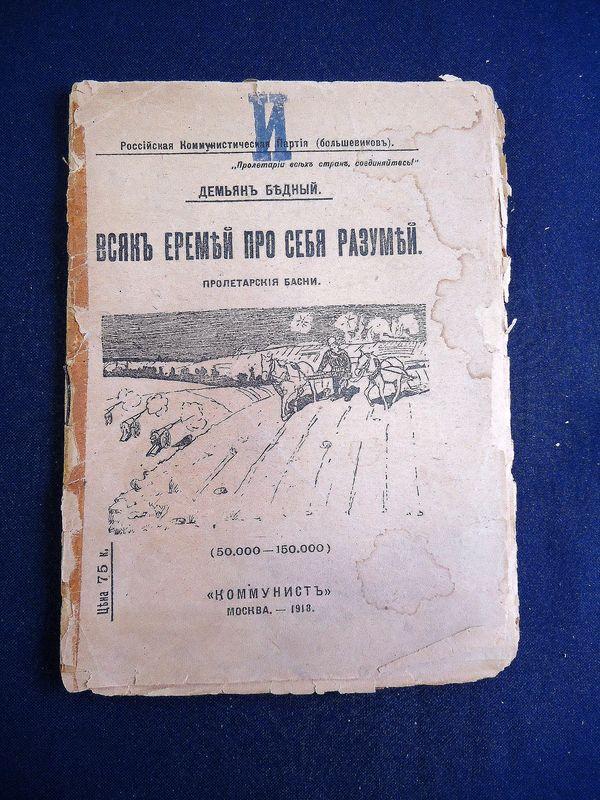 И
Россійская Коммунистическая Партія (большевиков).
„Пролетаріи всѣхъ странъ, соединяйтесь!“
ДЕМЬЯНЪ БѢДНЫЙ.
ВСЯКЪ ЕРЕМѢЙ ПРО СЕБЯ РАЗУМѢЙ.
ПРОЛЕТАРСКІЯ БАСНИ.
(50.000—150.000)
Цѣна 75 к.
«КОММУНИСТЪ»
МОСКВА. — 1918.